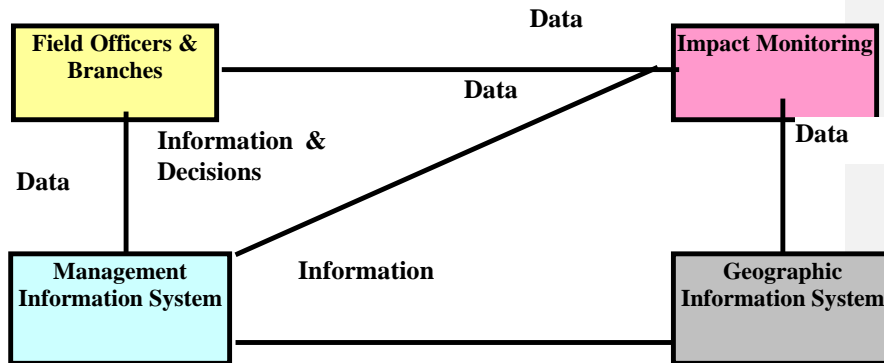 Data
Field Officers &
Branches
Impact Monitoring
Data
Data
Information &
Decisions
Data
Information
Management
Information System
Geographic
Information System